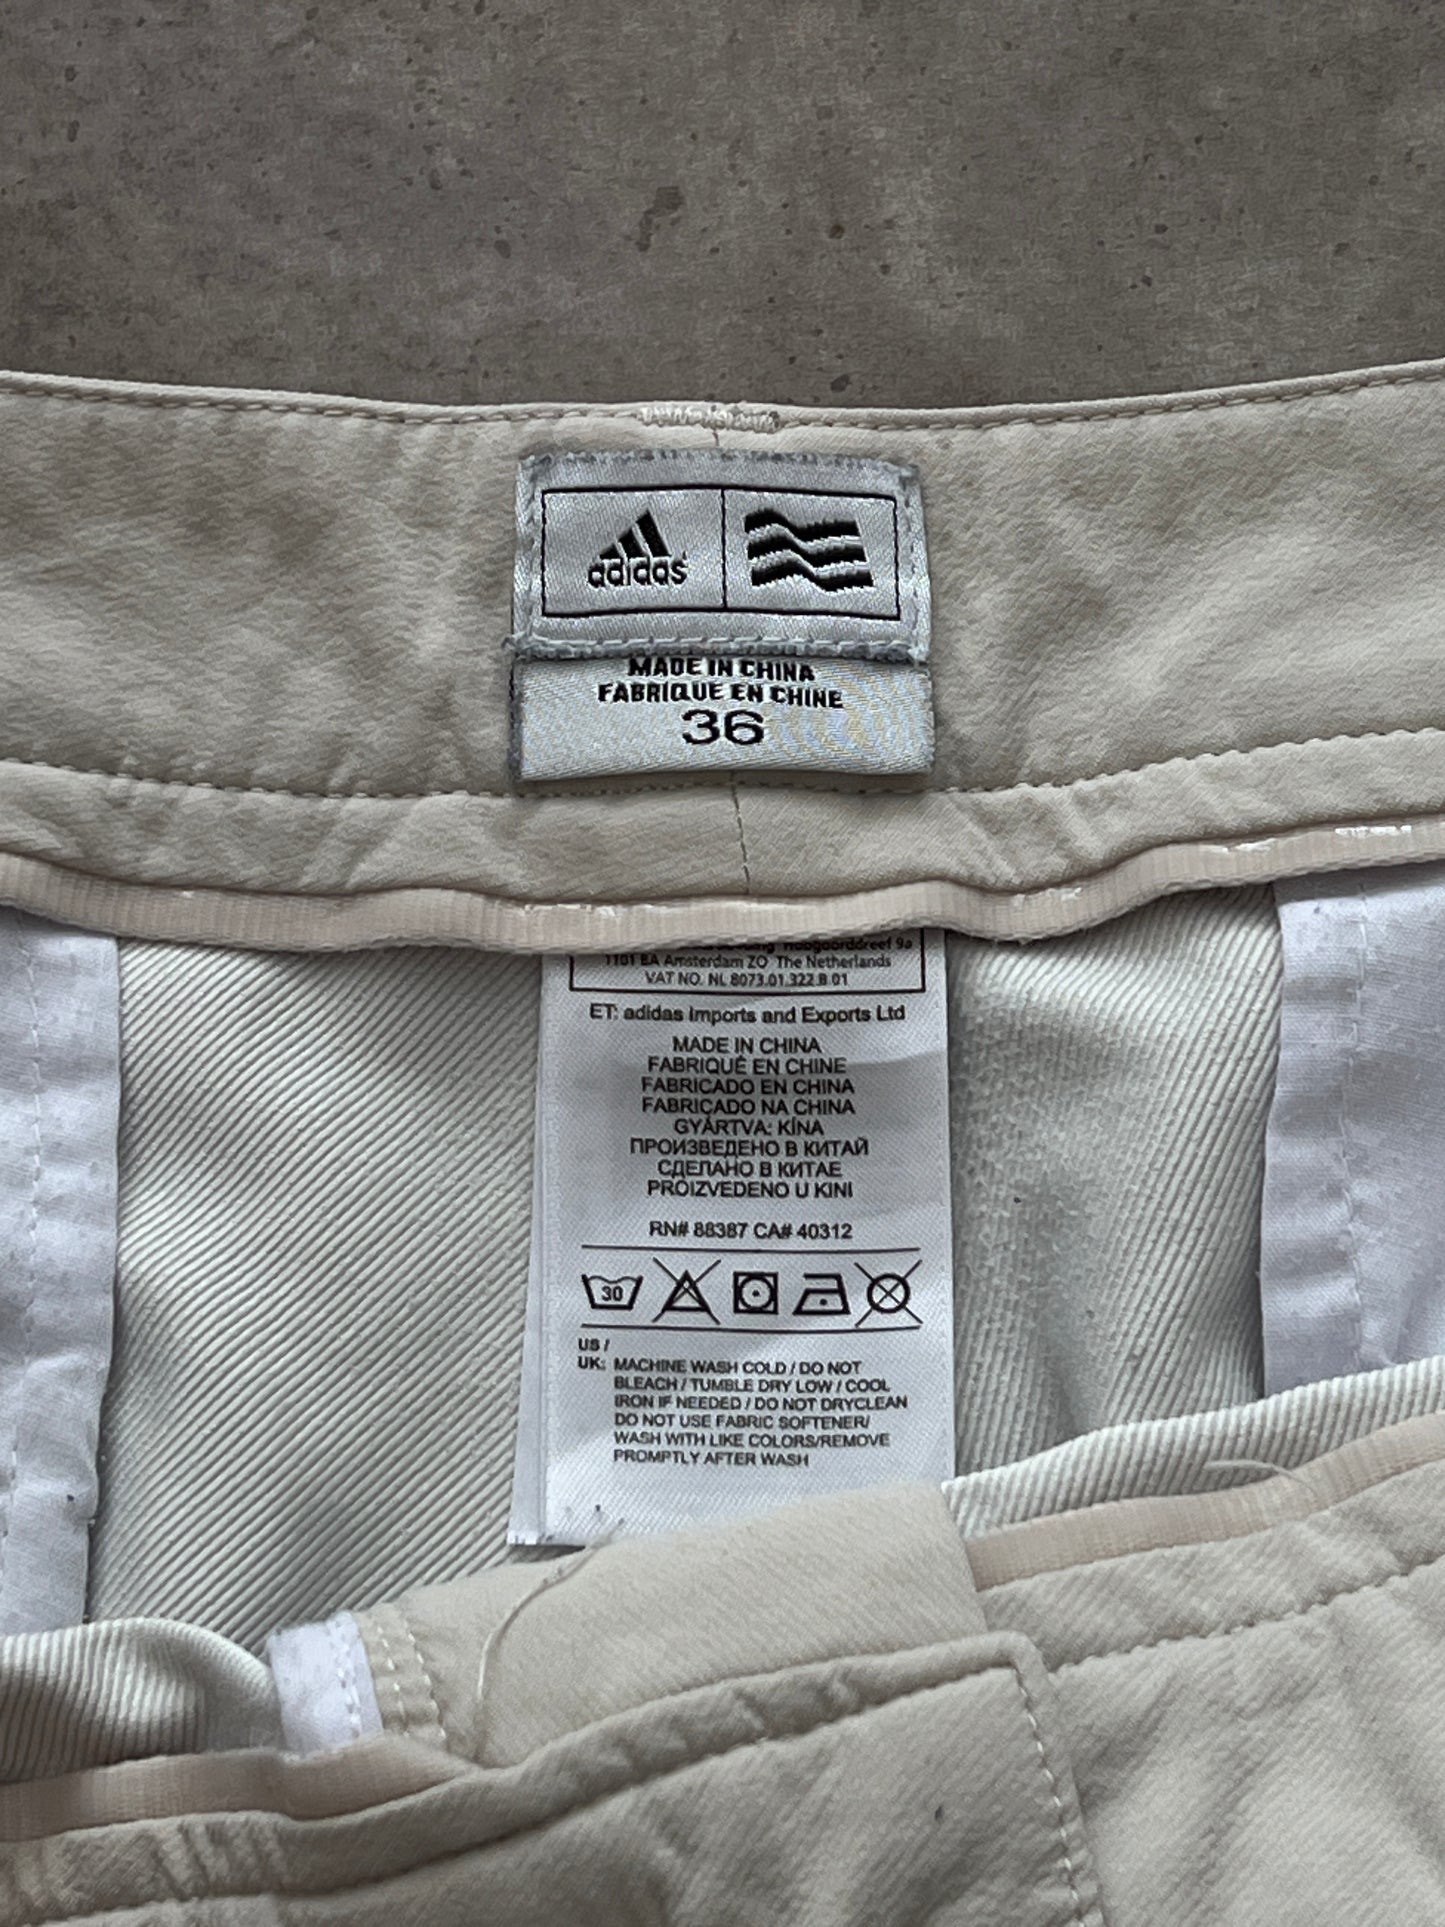 adidas
MADE IN CHINA
FABRIQUE EN CHINE
36
Hoogoorddreef 9a
1101 BA Amsterdam ZO The Netherlands
VAT NO. NL 8073.01.322.B.01
ET: adidas Imports and Exports Ltd
MADE IN CHINA
FABRIQUÉ EN CHINE
FABRICADO EN CHINA
FABRICADO NA CHINA
GYÁRTVA: KÍNA
ПРОИЗВЕДЕНО В КИТАЙ
СДЕЛАНО В КИТАЕ
PROIZVEDENO U KINI
RN# 88387 CA# 40312
30
US /
UK: MACHINE WASH COLD / DO NOT
BLEACH / TUMBLE DRY LOW / COOL
IRON IF NEEDED / DO NOT DRYCLEAN
DO NOT USE FABRIC SOFTENER/
WASH WITH LIKE COLORS/REMOVE
PROMPTLY AFTER WASH